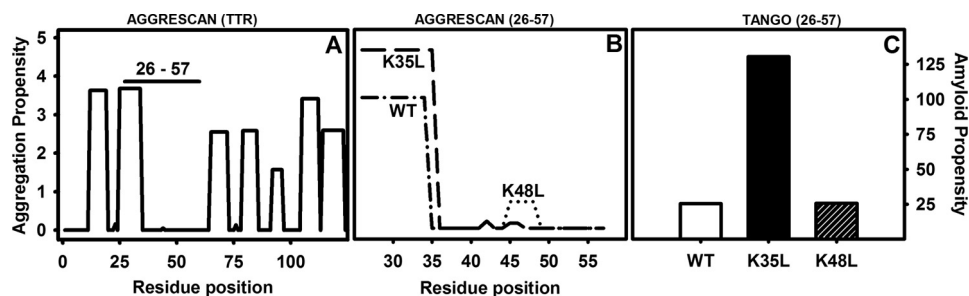 AGGRESCAN (TTR)
AGGRESCAN (26-57)
TANGO (26-57)
A
B
C
26 - 57
K35L
WT
K48L
Aggregation Propensity
5
4
3
2
1
0
Amyloid Propensity
125
100
75
50
25
0 25 50 75 100
30 35 40 45 50 55
WT K35L K48L
Residue position
Residue position